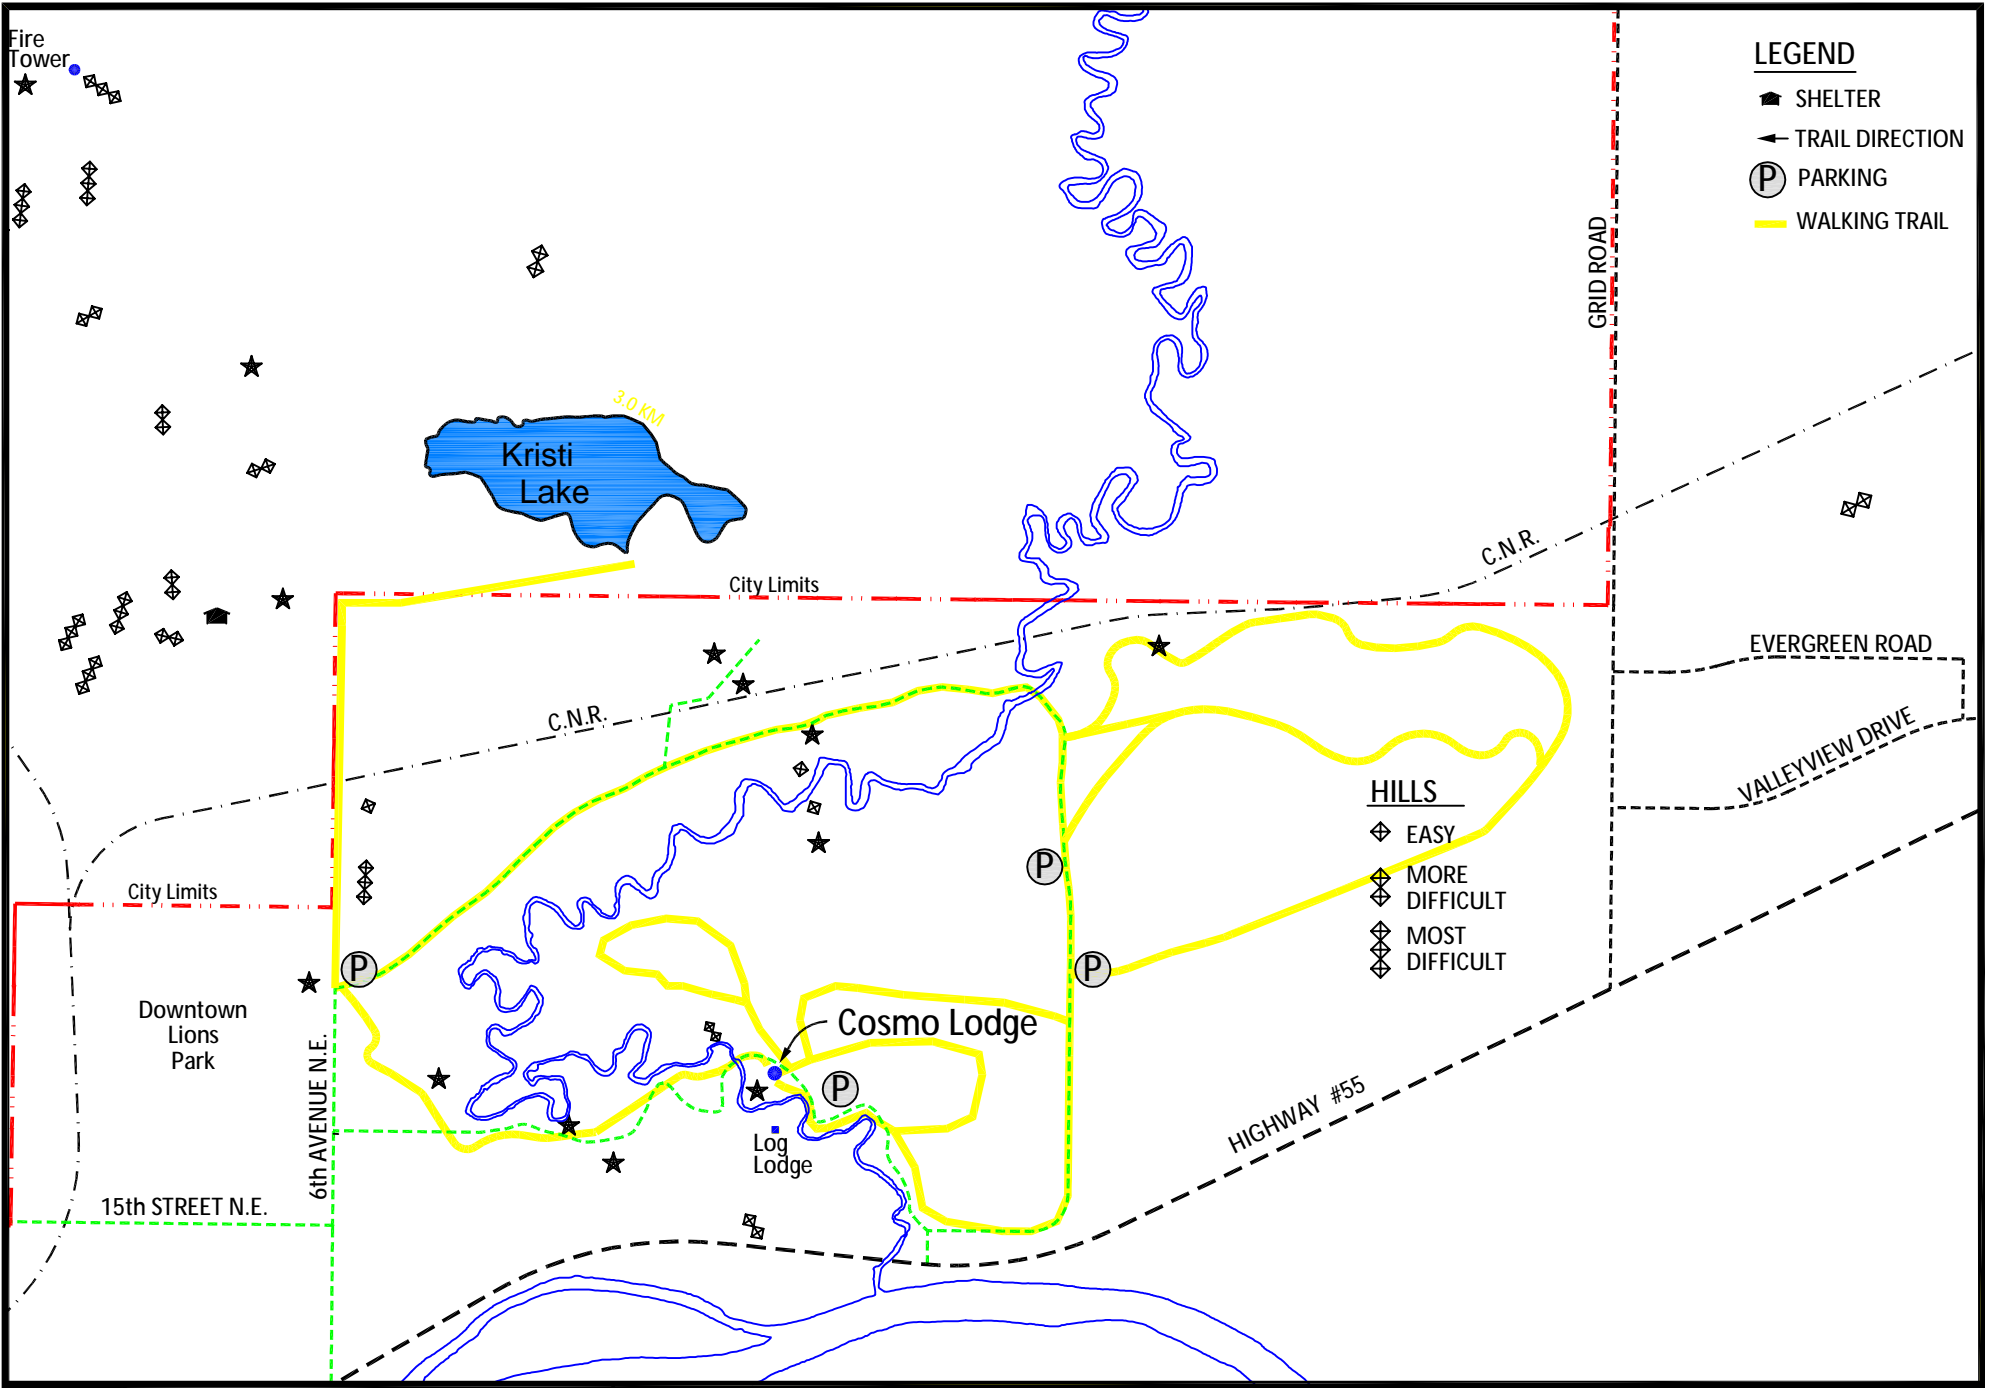 Fire
Tower
LEGEND
SHELTER
TRAIL DIRECTION
P PARKING
WALKING TRAIL
GRID ROAD
3.0 KM
Kristi
Lake
C.N.R.
City Limits
EVERGREEN ROAD
C.N.R.
VALLEYVIEW DRIVE
HILLS
EASY
MORE
DIFFICULT
MOST
DIFFICULT
City Limits
P
P
P
Downtown
Lions
Park
Cosmo Lodge
P
6th AVENUE N.E.
HIGHWAY #55
Log
Lodge
15th STREET N.E.